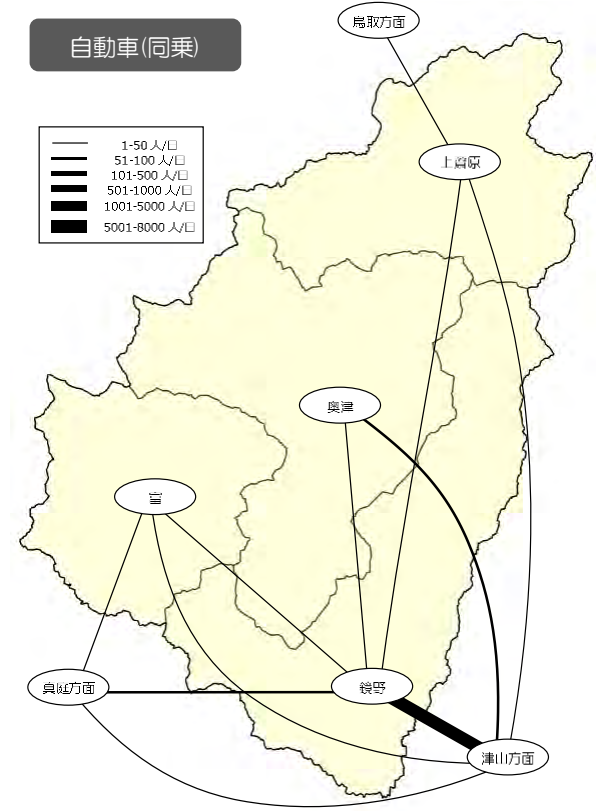 自動車(同乗)
鳥取方面
1-50 人/日
51-100 人/日
101-500 人/日
501-1000 人/日
1001-5000 人/日
5001-8000 人/日
上齋原
奥津
富
真庭方面
鏡野
津山方面